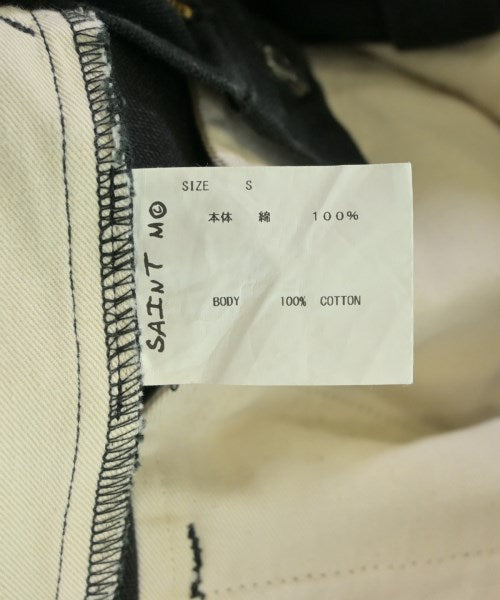 SIZE S
本体 綿 100%
BODY 100% COTTON
SAINT M©